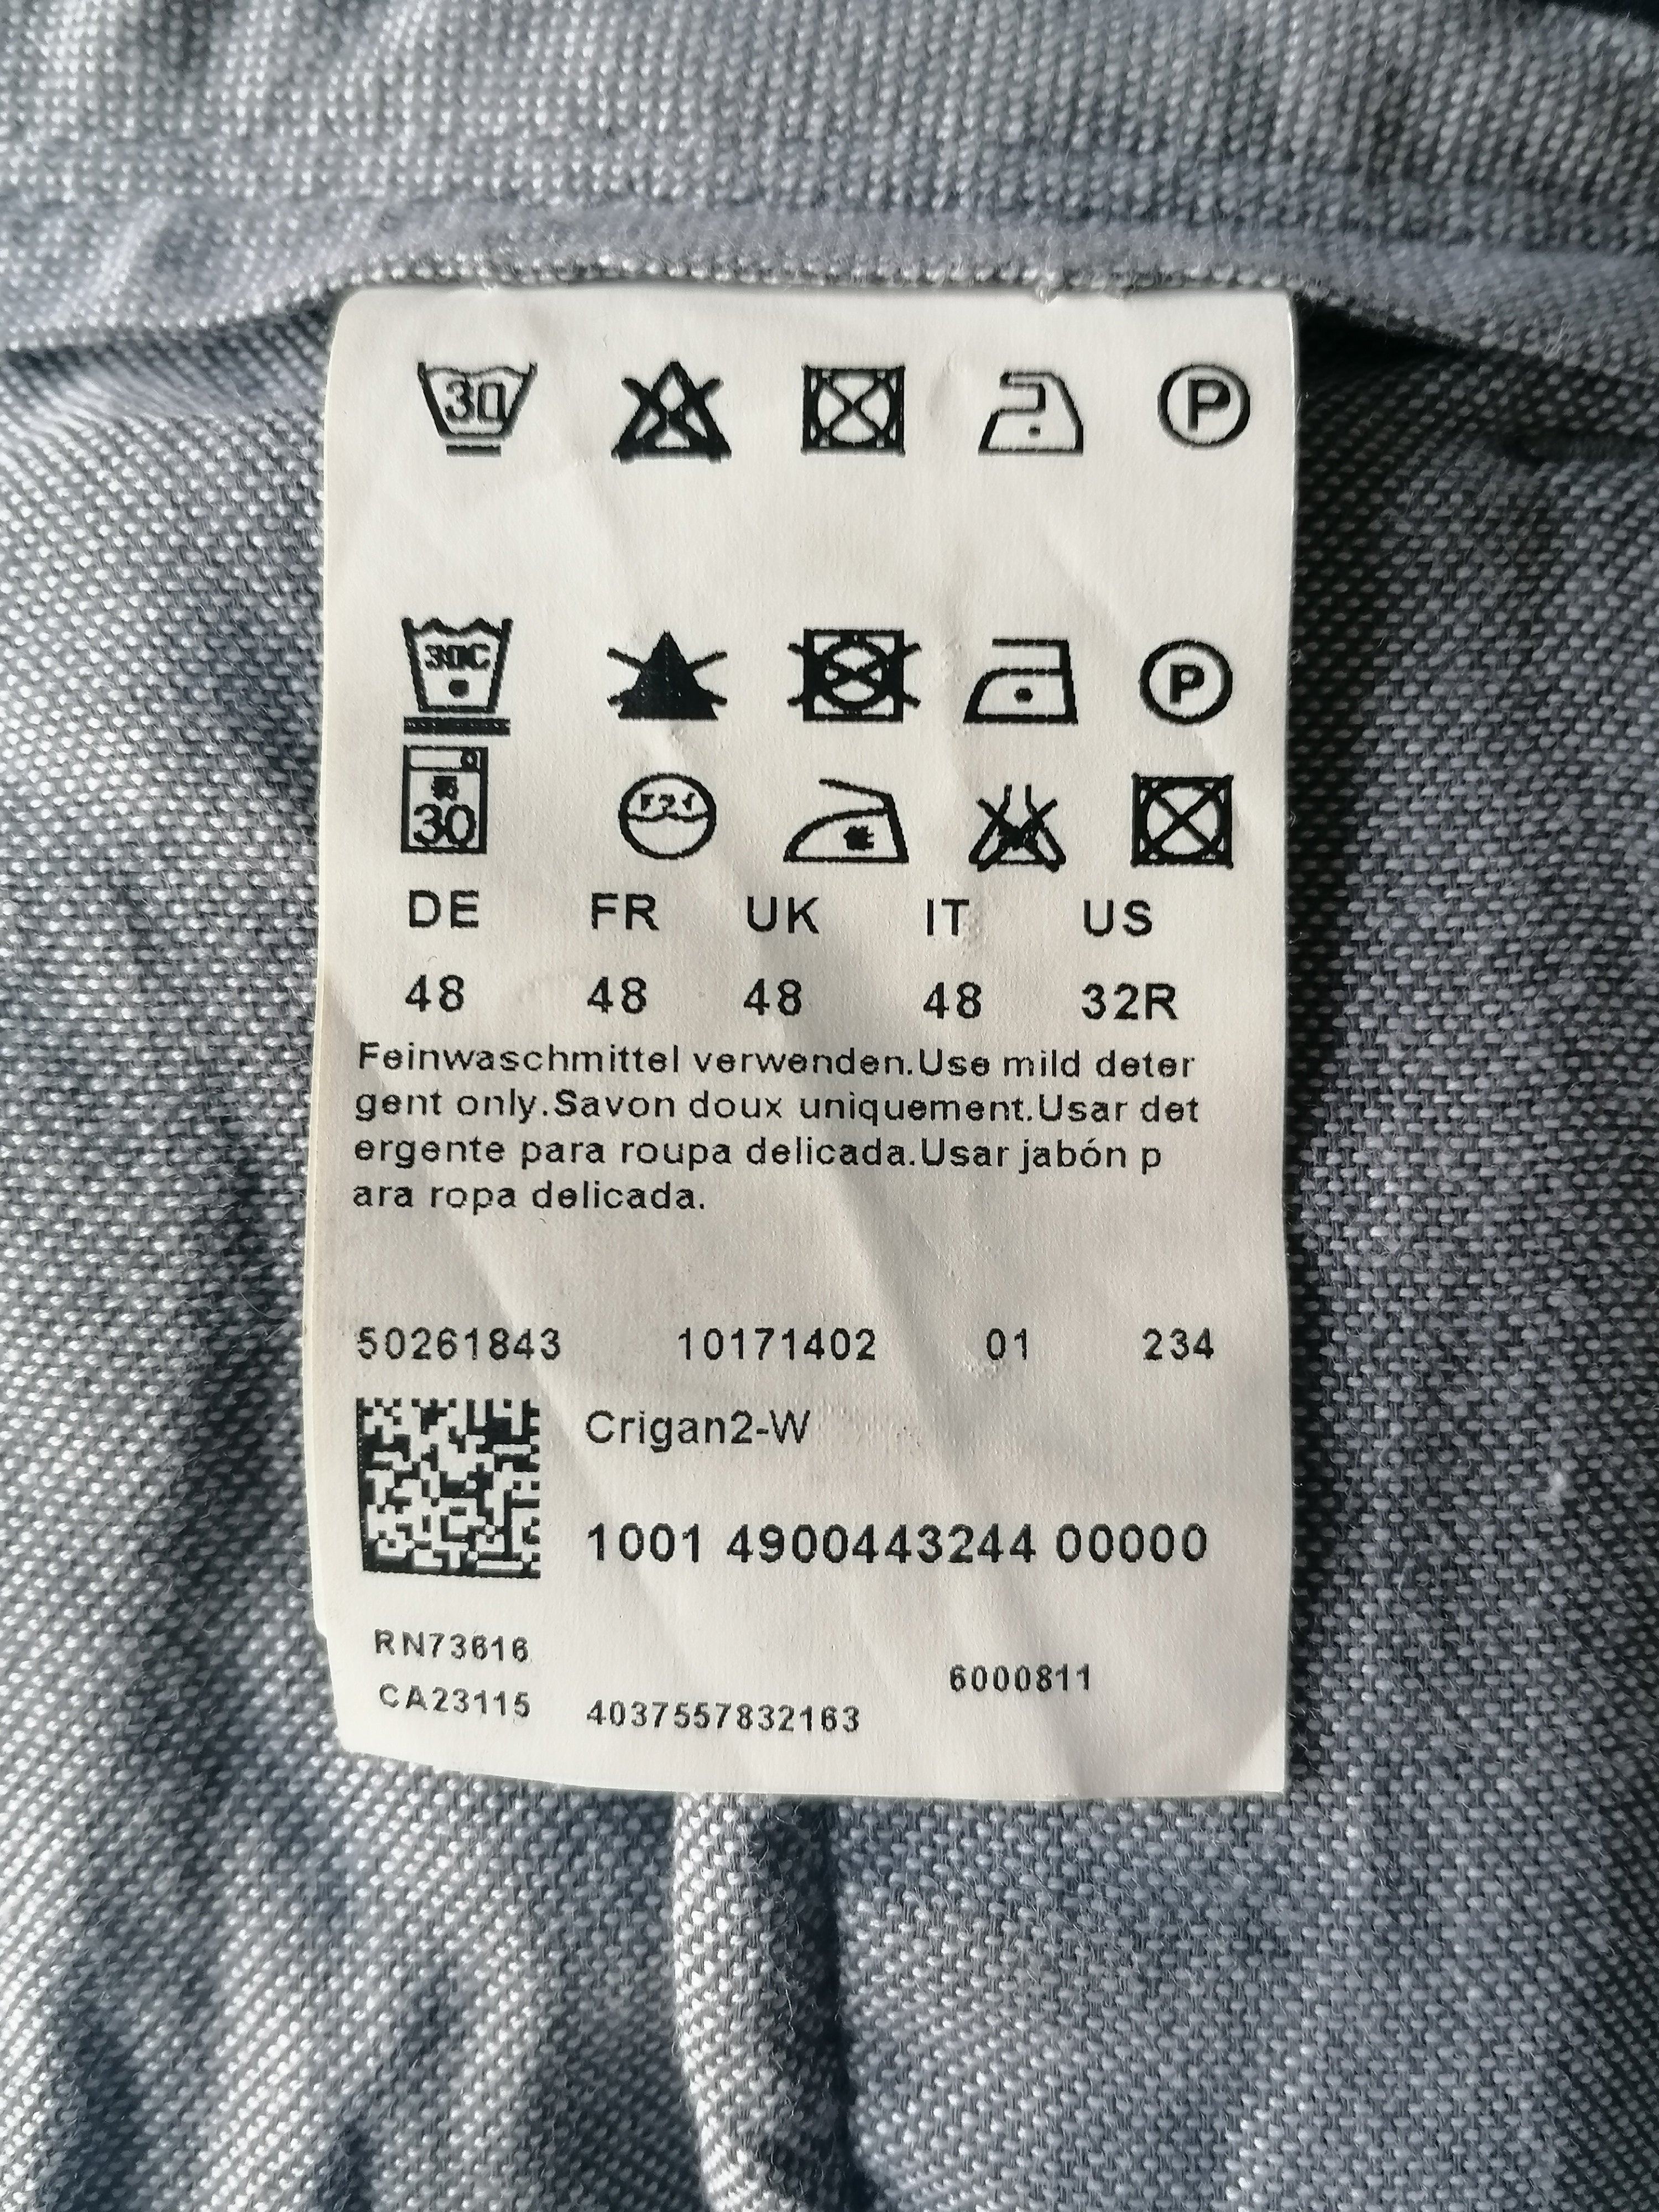 30
P
30C
P
30
DE FR UK IT US
48 48 48 48 32R
Feinwaschmittel verwenden.Use mild deter
gent only.Savon doux uniquement.Usar det
ergente para roupa delicada.Usar jabón p
ara ropa delicada.
50261843 10171402 01 234
Crigan2-W
1001 4900443244 00000
RN73616
6000811
CA23115 4037557832163